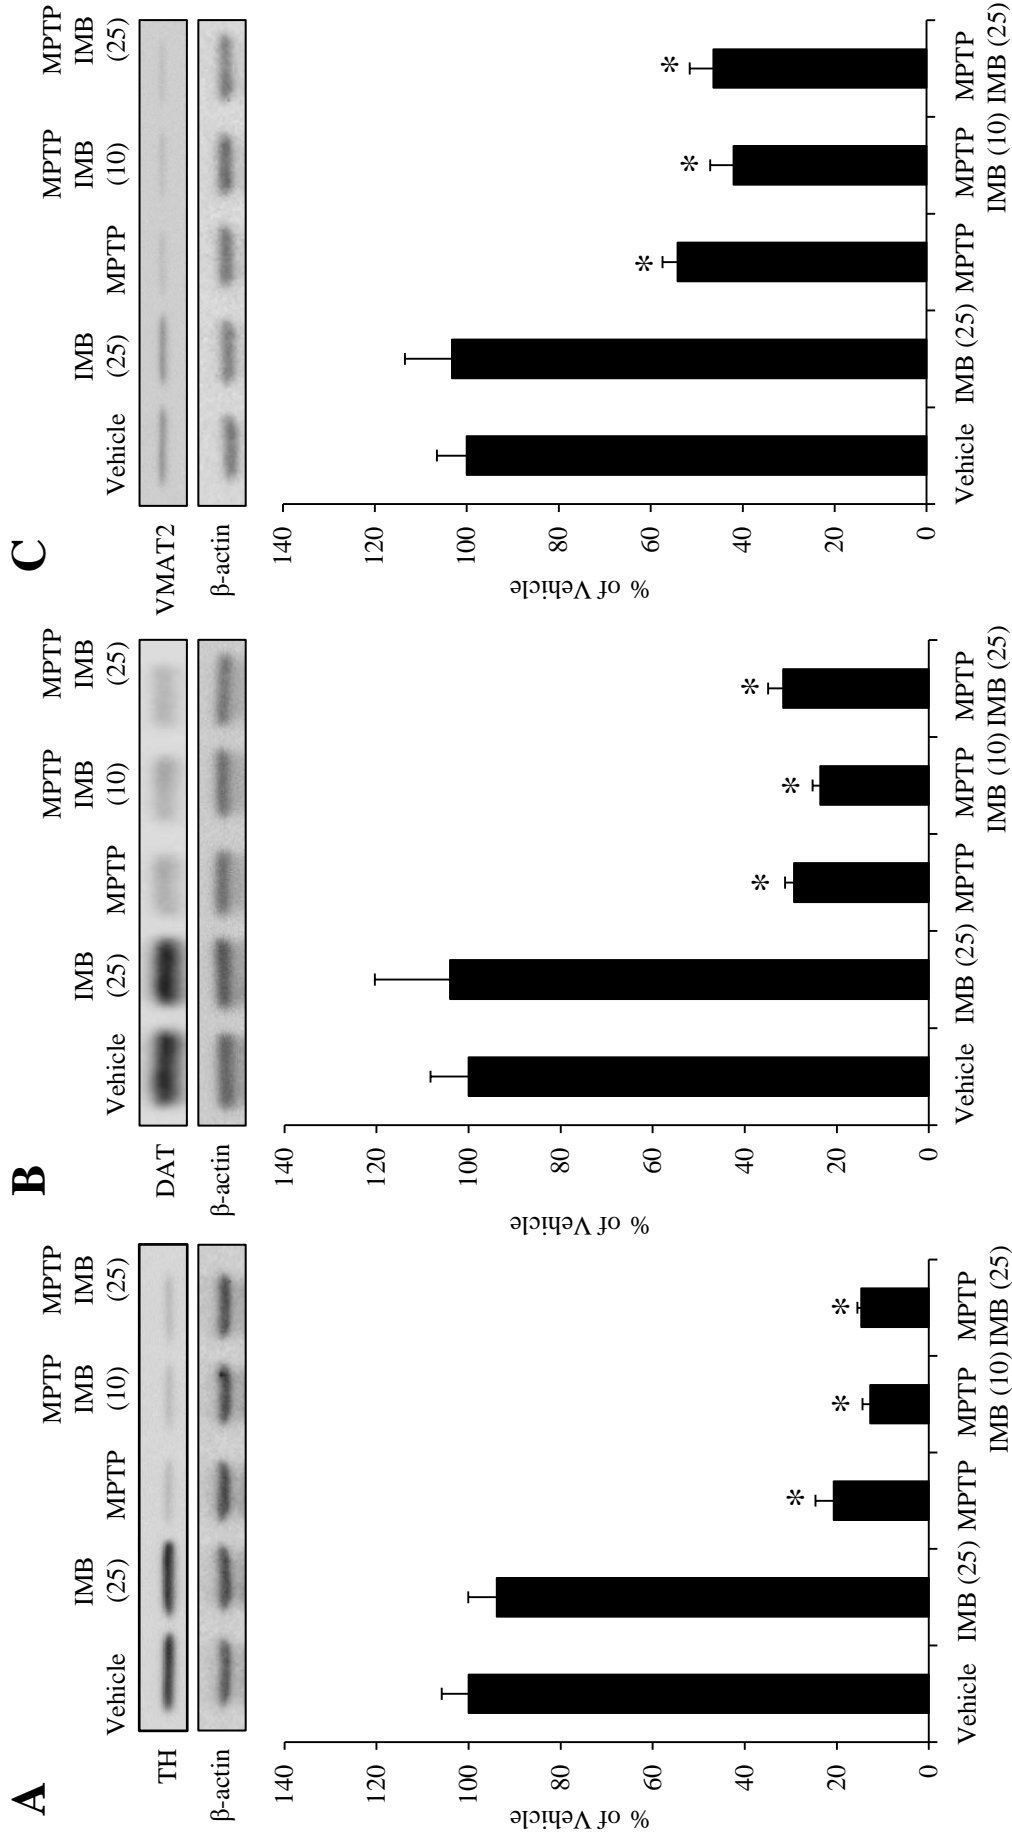 A
Vehicle
IMB
(25)
MPTP
MPTP
IMB
(10)
MPTP
IMB
(25)
TH
β-actin
140
120
100
80
60
40
20
0
% of Vehicle
*
*
*
Vehicle IMB (25) MPTP MPTP MPTP
IMB (10) IMB (25)
B
Vehicle
IMB
(25)
MPTP
MPTP
IMB
(10)
MPTP
IMB
(25)
DAT
β-actin
140
120
100
80
60
40
20
0
% of Vehicle
*
*
*
Vehicle IMB (25) MPTP MPTP MPTP
IMB (10) IMB (25)
C
Vehicle
IMB
(25)
MPTP
MPTP
IMB
(10)
MPTP
IMB
(25)
VMAT2
β-actin
140
120
100
80
60
40
20
0
% of Vehicle
*
*
*
Vehicle IMB (25) MPTP MPTP MPTP
IMB (10) IMB (25)